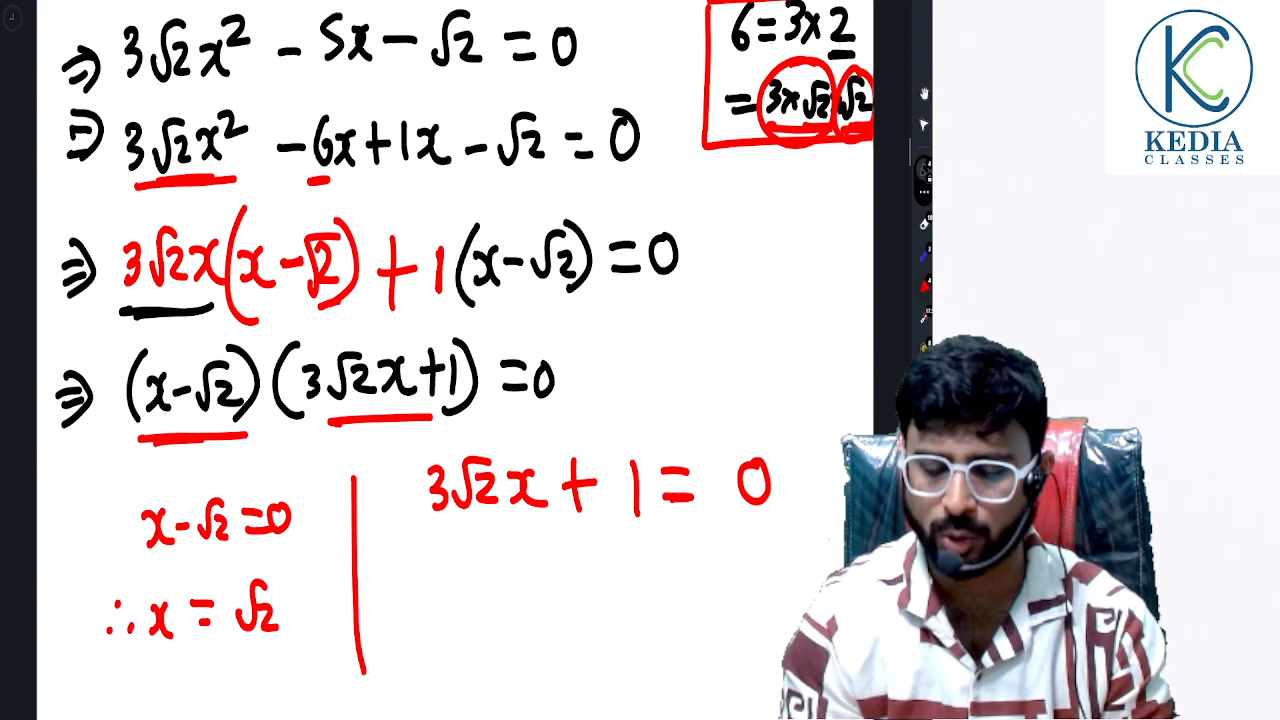 ⇒ 3√2x² - 5x - √2 = 0
⇒ 3√2x² - 6x + 1x - √2 = 0
⇒ 3√2x(x - √2) + 1(x - √2) = 0
⇒ (x - √2)(3√2x + 1) = 0
x - √2 = 0
∴ x = √2
3√2x + 1 = 0
6 = 3 x 2
= 3 x √2 √2
KC
KEDIA
CLASSES